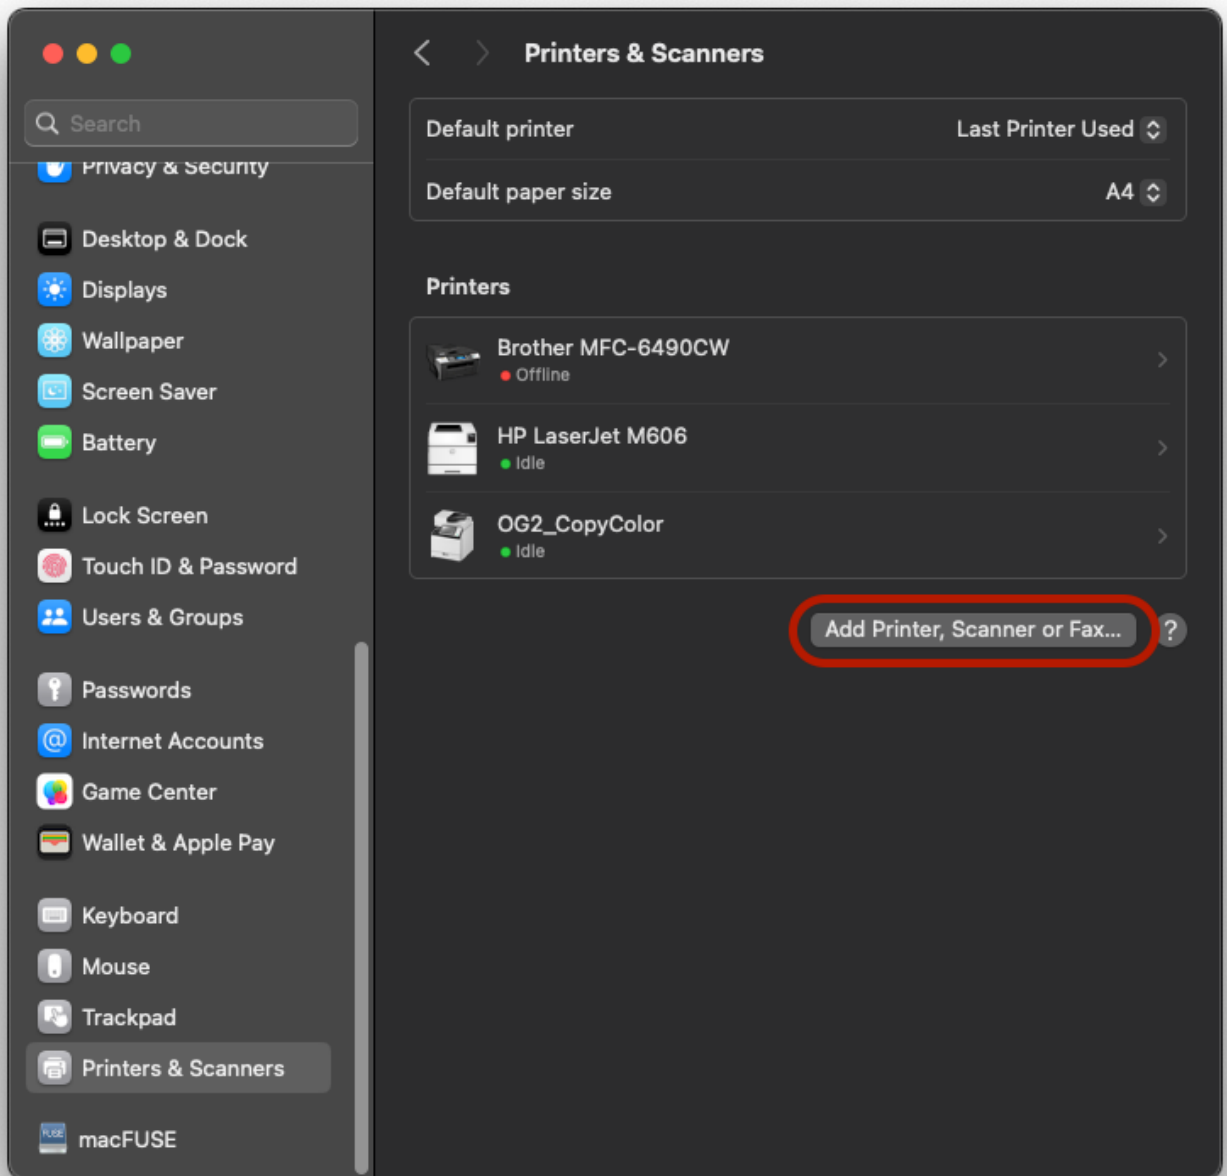 Printers & Scanners
Search
Privacy & Security
Desktop & Dock
Displays
Wallpaper
Screen Saver
Battery
Lock Screen
Touch ID & Password
Users & Groups
Passwords
Internet Accounts
Game Center
Wallet & Apple Pay
Keyboard
Mouse
Trackpad
Printers & Scanners
FUSE
macFUSE
Default printer
Last Printer Used
Default paper size
A4
Printers
Brother MFC-6490CW
Offline
HP LaserJet M606
Idle
OG2_CopyColor
Idle
Add Printer, Scanner or Fax...
?